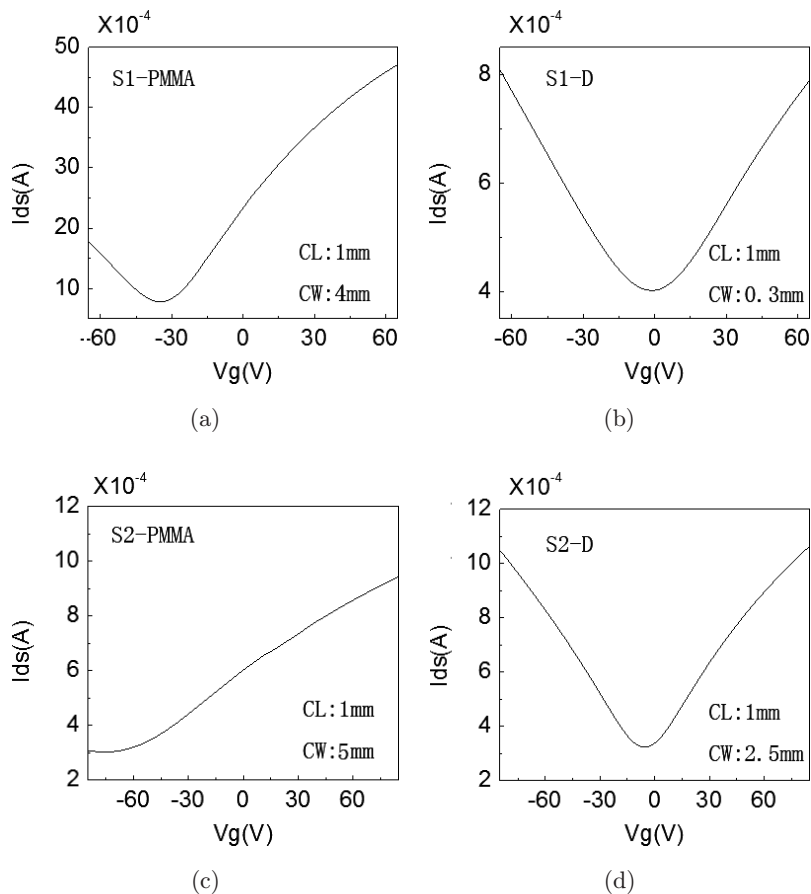 X10-4
50
40
30
20
10
S1-PMMA
CL:1mm
CW:4mm
Ids(A)
-60 -30 0 30 60
Vg(V)
(a)
X10-4
8
6
4
S1-D
CL:1mm
CW:0.3mm
Ids(A)
-60 -30 0 30 60
Vg(V)
(b)
X10-4
12
10
8
6
4
2
S2-PMMA
CL:1mm
CW:5mm
Ids(A)
-60 -30 0 30 60
Vg(V)
(c)
X10-4
12
10
8
6
4
2
S2-D
CL:1mm
CW:2.5mm
Ids(A)
-60 -30 0 30 60
Vg(V)
(d)